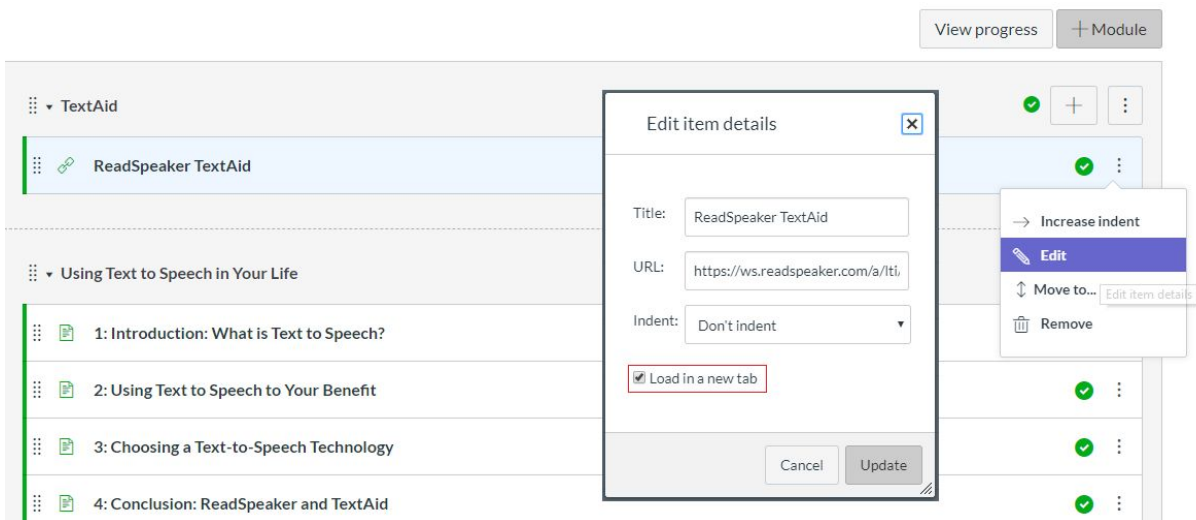 View progress
+ Module
TextAid
Edit item details
ReadSpeaker TextAid
Title: ReadSpeaker TextAid
Increase indent
Edit
URL: https://ws.readspeaker.com/a/lti/
Using Text to Speech in Your Life
Move to...
Edit item details
Indent: Don't indent
Remove
1: Introduction: What is Text to Speech?
Load in a new tab
2: Using Text to Speech to Your Benefit
3: Choosing a Text-to-Speech Technology
Cancel
Update
4: Conclusion: ReadSpeaker and TextAid